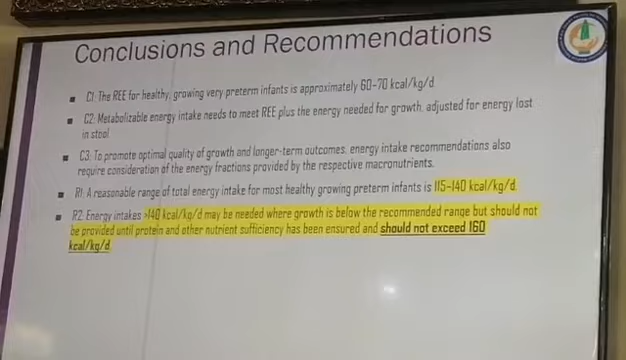 Conclusions and Recommendations
▪ C1: The REE for healthy, growing very preterm infants is approximately 60-70 kcal/kg/d.
▪ C2: Metabolizable energy intake needs to meet REE plus the energy needed for growth, adjusted for energy lost
in stool
▪ C3: To promote optimal quality of growth and longer-term outcomes, energy intake recommendations also
require consideration of the energy fractions provided by the respective macronutrients.
▪ R1: A reasonable range of total energy intake for most healthy growing preterm infants is 115-140 kcal/kg/d.
▪ R2: Energy intakes >140 kcal/kg/d may be needed where growth is below the recommended range but should not
be provided until protein and other nutrient sufficiency has been ensured and should not exceed 160
kcal/kg/d.